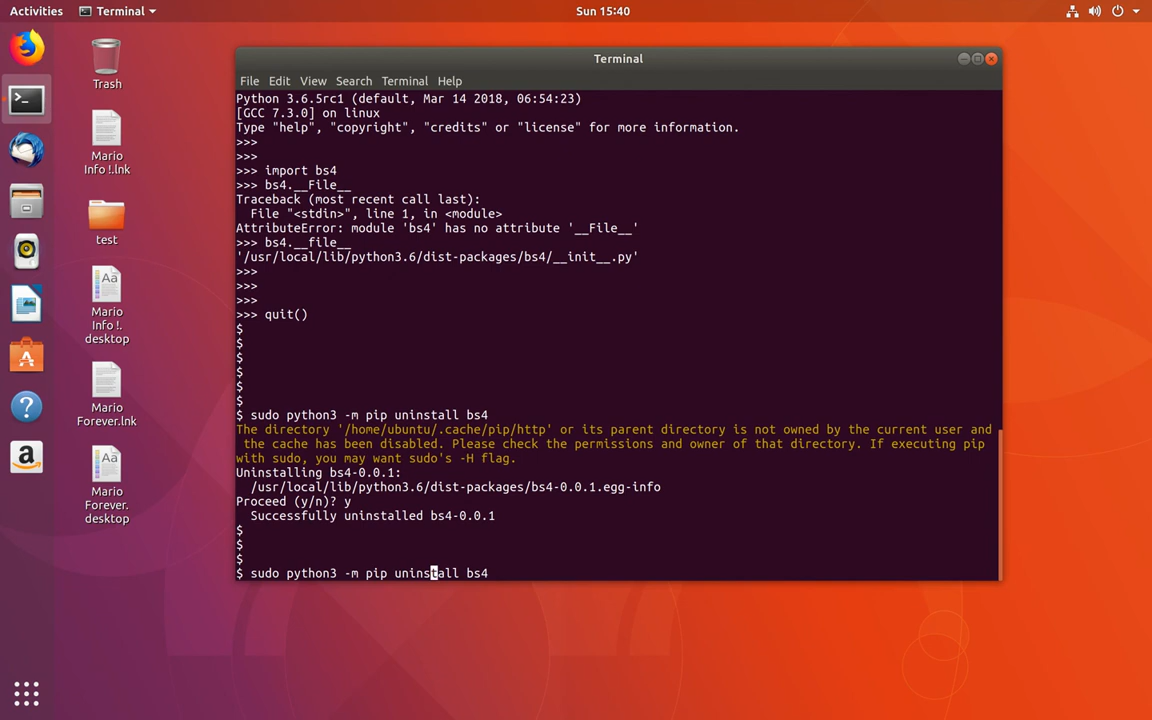 Activities
Terminal
Sun 15:40
Trash
Mario
Info !.lnk
test
Mario
Info !.
desktop
Mario
Forever.lnk
Mario
Forever.
desktop
Terminal
File Edit View Search Terminal Help
Python 3.6.5rc1 (default, Mar 14 2018, 06:54:23)
[GCC 7.3.0] on linux
Type "help", "copyright", "credits" or "license" for more information.
>>>
>>>
>>> import bs4
>>> bs4.__File__
Traceback (most recent call last):
  File "<stdin>", line 1, in <module>
AttributeError: module 'bs4' has no attribute '__File__'
>>> bs4.__file__
'/usr/local/lib/python3.6/dist-packages/bs4/__init__.py'
>>>
>>>
>>>
>>> quit()
$
$
$
$
$
$
$ sudo python3 -m pip uninstall bs4
The directory '/home/ubuntu/.cache/pip/http' or its parent directory is not owned by the current user and
 the cache has been disabled. Please check the permissions and owner of that directory. If executing pip
with sudo, you may want sudo's -H flag.
Uninstalling bs4-0.0.1:
  /usr/local/lib/python3.6/dist-packages/bs4-0.0.1.egg-info
Proceed (y/n)? y
  Successfully uninstalled bs4-0.0.1
$
$
$
$ sudo python3 -m pip uninstall bs4